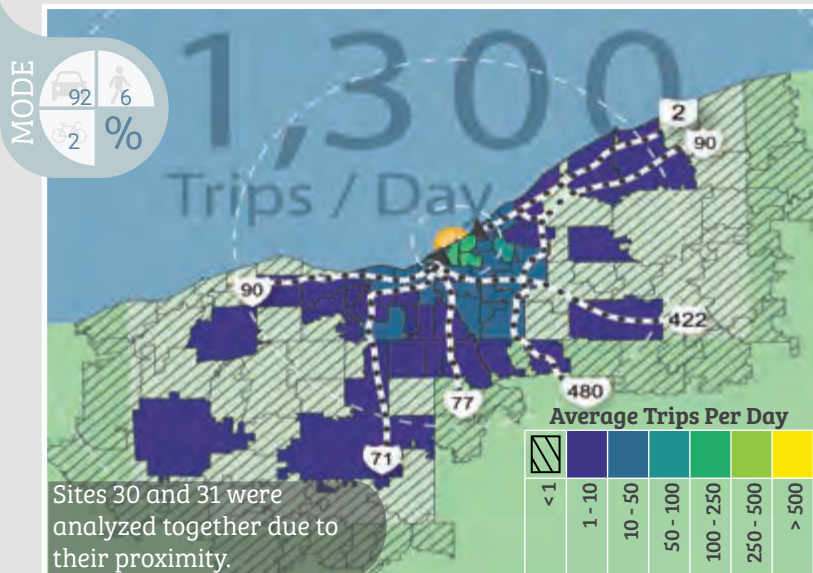 MODE
92
6
2
%
1,300
Trips / Day
2
90
90
422
480
77
71
Average Trips Per Day
< 1
1 - 10
10 - 50
50 - 100
100 - 250
250 - 500
> 500
Sites 30 and 31 were
analyzed together due to
their proximity.